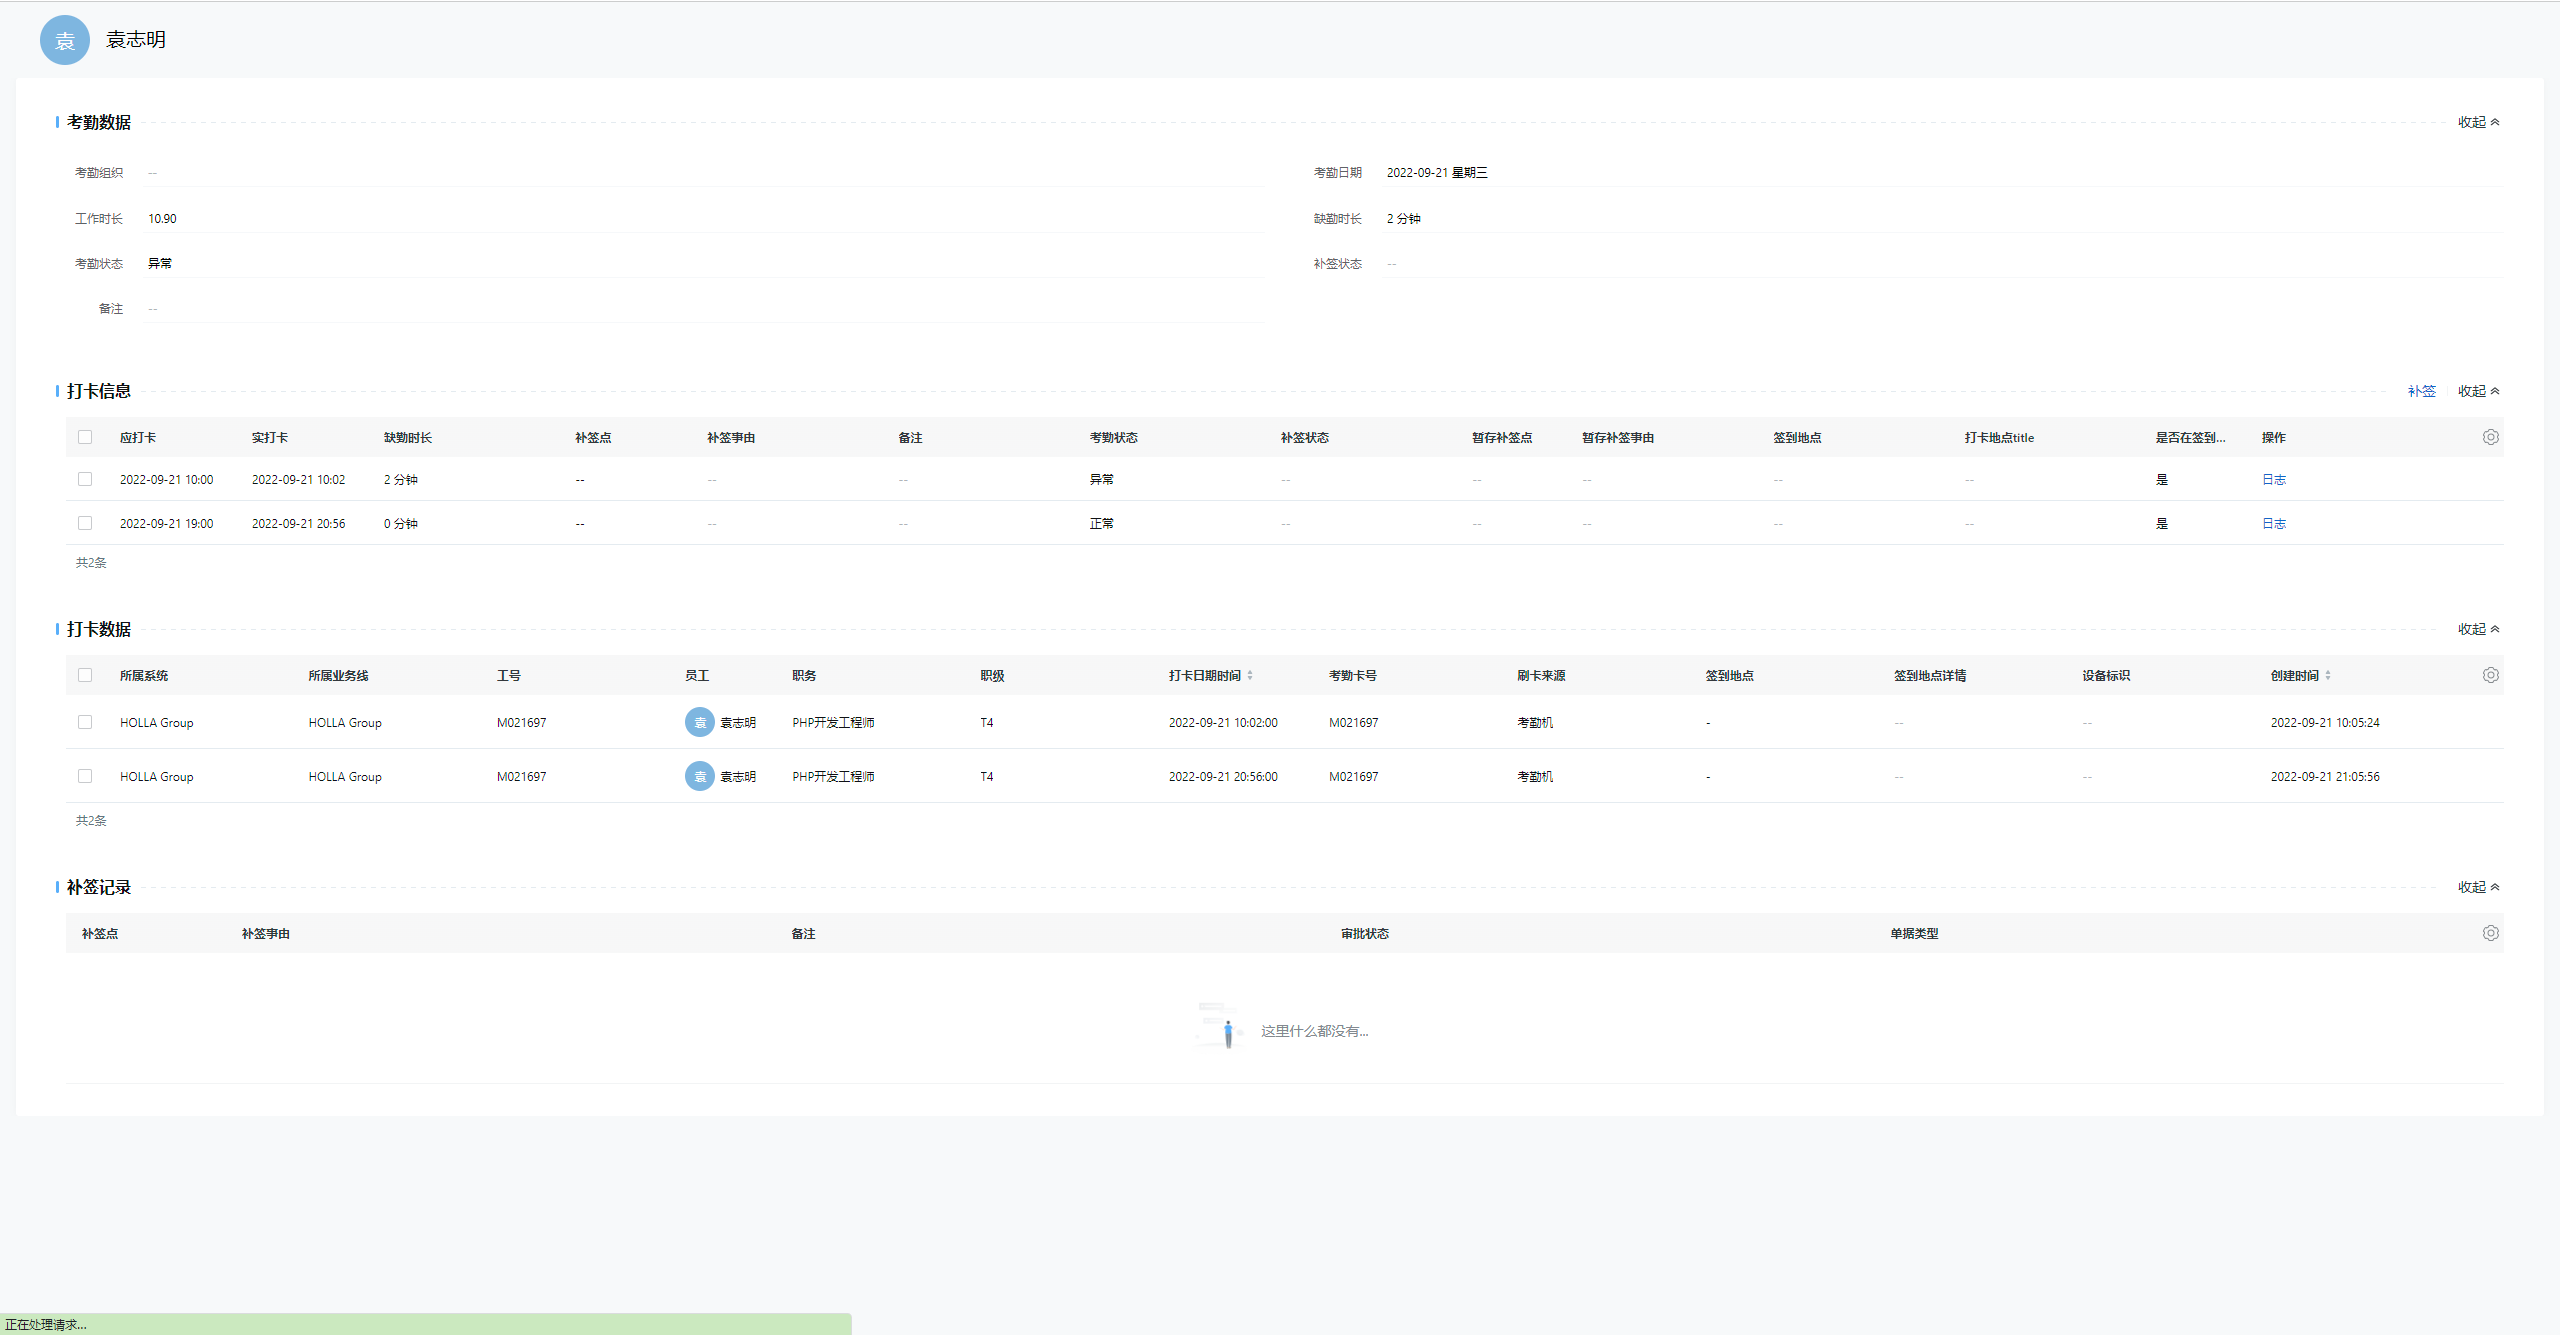 袁 袁志明
考勤数据 收起
考勤组织 -- 考勤日期 2022-09-21 星期三
工作时长 10.90 缺勤时长 2 分钟
考勤状态 异常 补签状态 --
备注 --
打卡信息 补签 收起
应打卡 实打卡 缺勤时长 补签点 补签事由 备注 考勤状态 补签状态 暂存补签点 暂存补签事由 签到地点 打卡地点title 是否在签到... 操作
2022-09-21 10:00 2022-09-21 10:02 2 分钟 -- -- -- 异常 -- -- -- -- -- 是 日志
2022-09-21 19:00 2022-09-21 20:56 0 分钟 -- -- -- 正常 -- -- -- -- -- 是 日志
共2条
打卡数据 收起
所属系统 所属业务线 工号 员工 职务 职级 打卡日期时间 考勤卡号 刷卡来源 签到地点 签到地点详情 设备标识 创建时间
HOLLA Group HOLLA Group M021697 袁 袁志明 PHP开发工程师 T4 2022-09-21 10:02:00 M021697 考勤机 - -- -- 2022-09-21 10:05:24
HOLLA Group HOLLA Group M021697 袁 袁志明 PHP开发工程师 T4 2022-09-21 20:56:00 M021697 考勤机 - -- -- 2022-09-21 21:05:56
共2条
补签记录 收起
补签点 补签事由 备注 审批状态 单据类型
这里什么都没有...
正在处理请求...